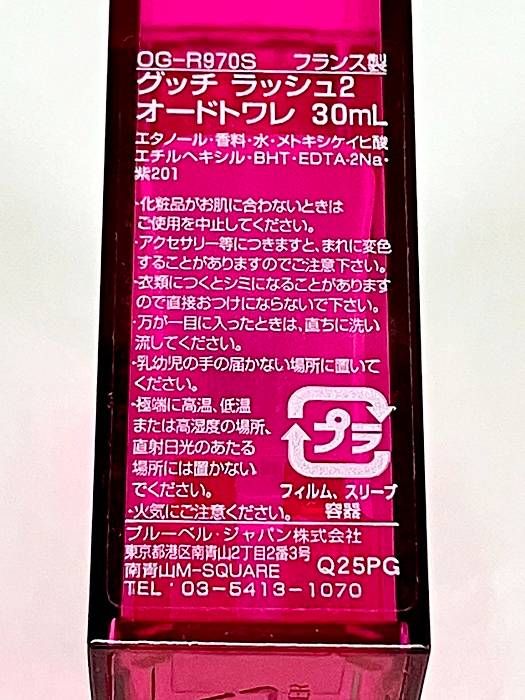 OG-R970S フランス製
グッチ ラッシュ2
オードトワレ 30mL
エタノール・香料・水・メトキシケイヒ酸
エチルヘキシル・BHT・EDTA-2Na・
紫201
・化粧品がお肌に合わないときは
ご使用を中止してください。
・アクセサリー等につきますと、まれに変色
することがありますのでご注意下さい。
・衣類につくとシミになることがあります
ので直接おつけにならないで下さい。
・万が一目に入ったときは、直ちに洗い
流してください。
・乳幼児の手の届かない場所に置いて
ください。
・極端に高温、低温
または高湿度の場所、
直射日光のあたる
場所には置かない
でください。
・火気にご注意ください。
プラ
フィルム、スリーブ
容器
ブルーベル・ジャパン株式会社
東京都港区南青山2丁目2番3号
南青山M-SQUARE Q25PG
TEL・03-5413-1070